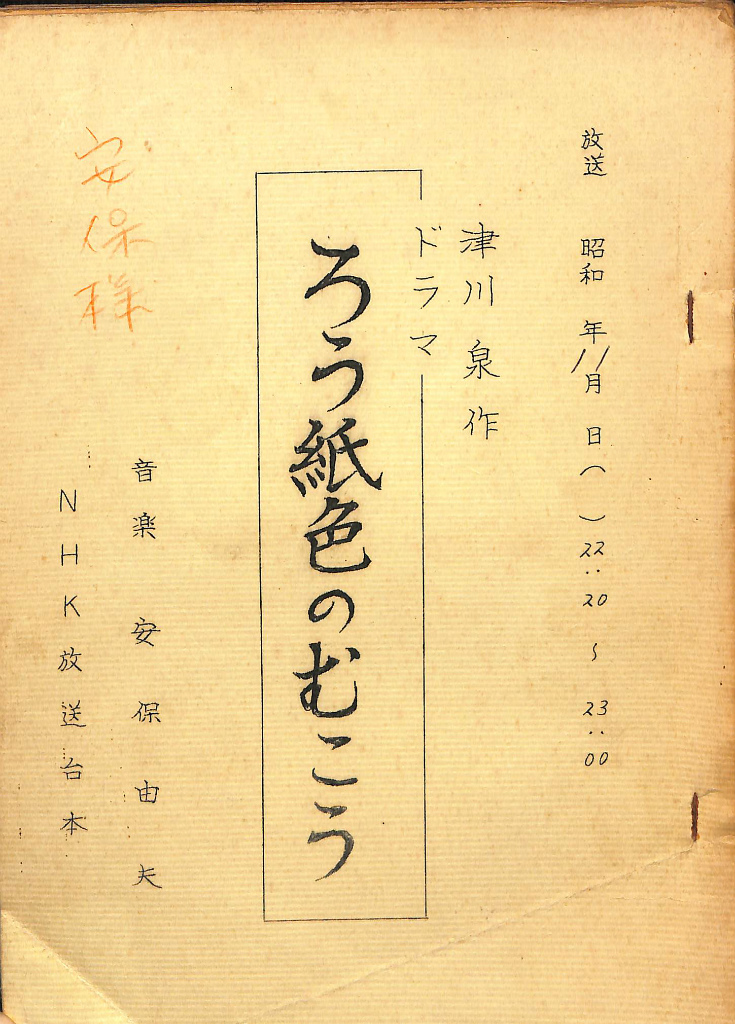 放送 昭和 年11月 日( ) 22:20 ~ 23:00
津川泉作
ドラマ
ろう紙色のむこう
音楽 安保由夫
NHK放送台本
安保様